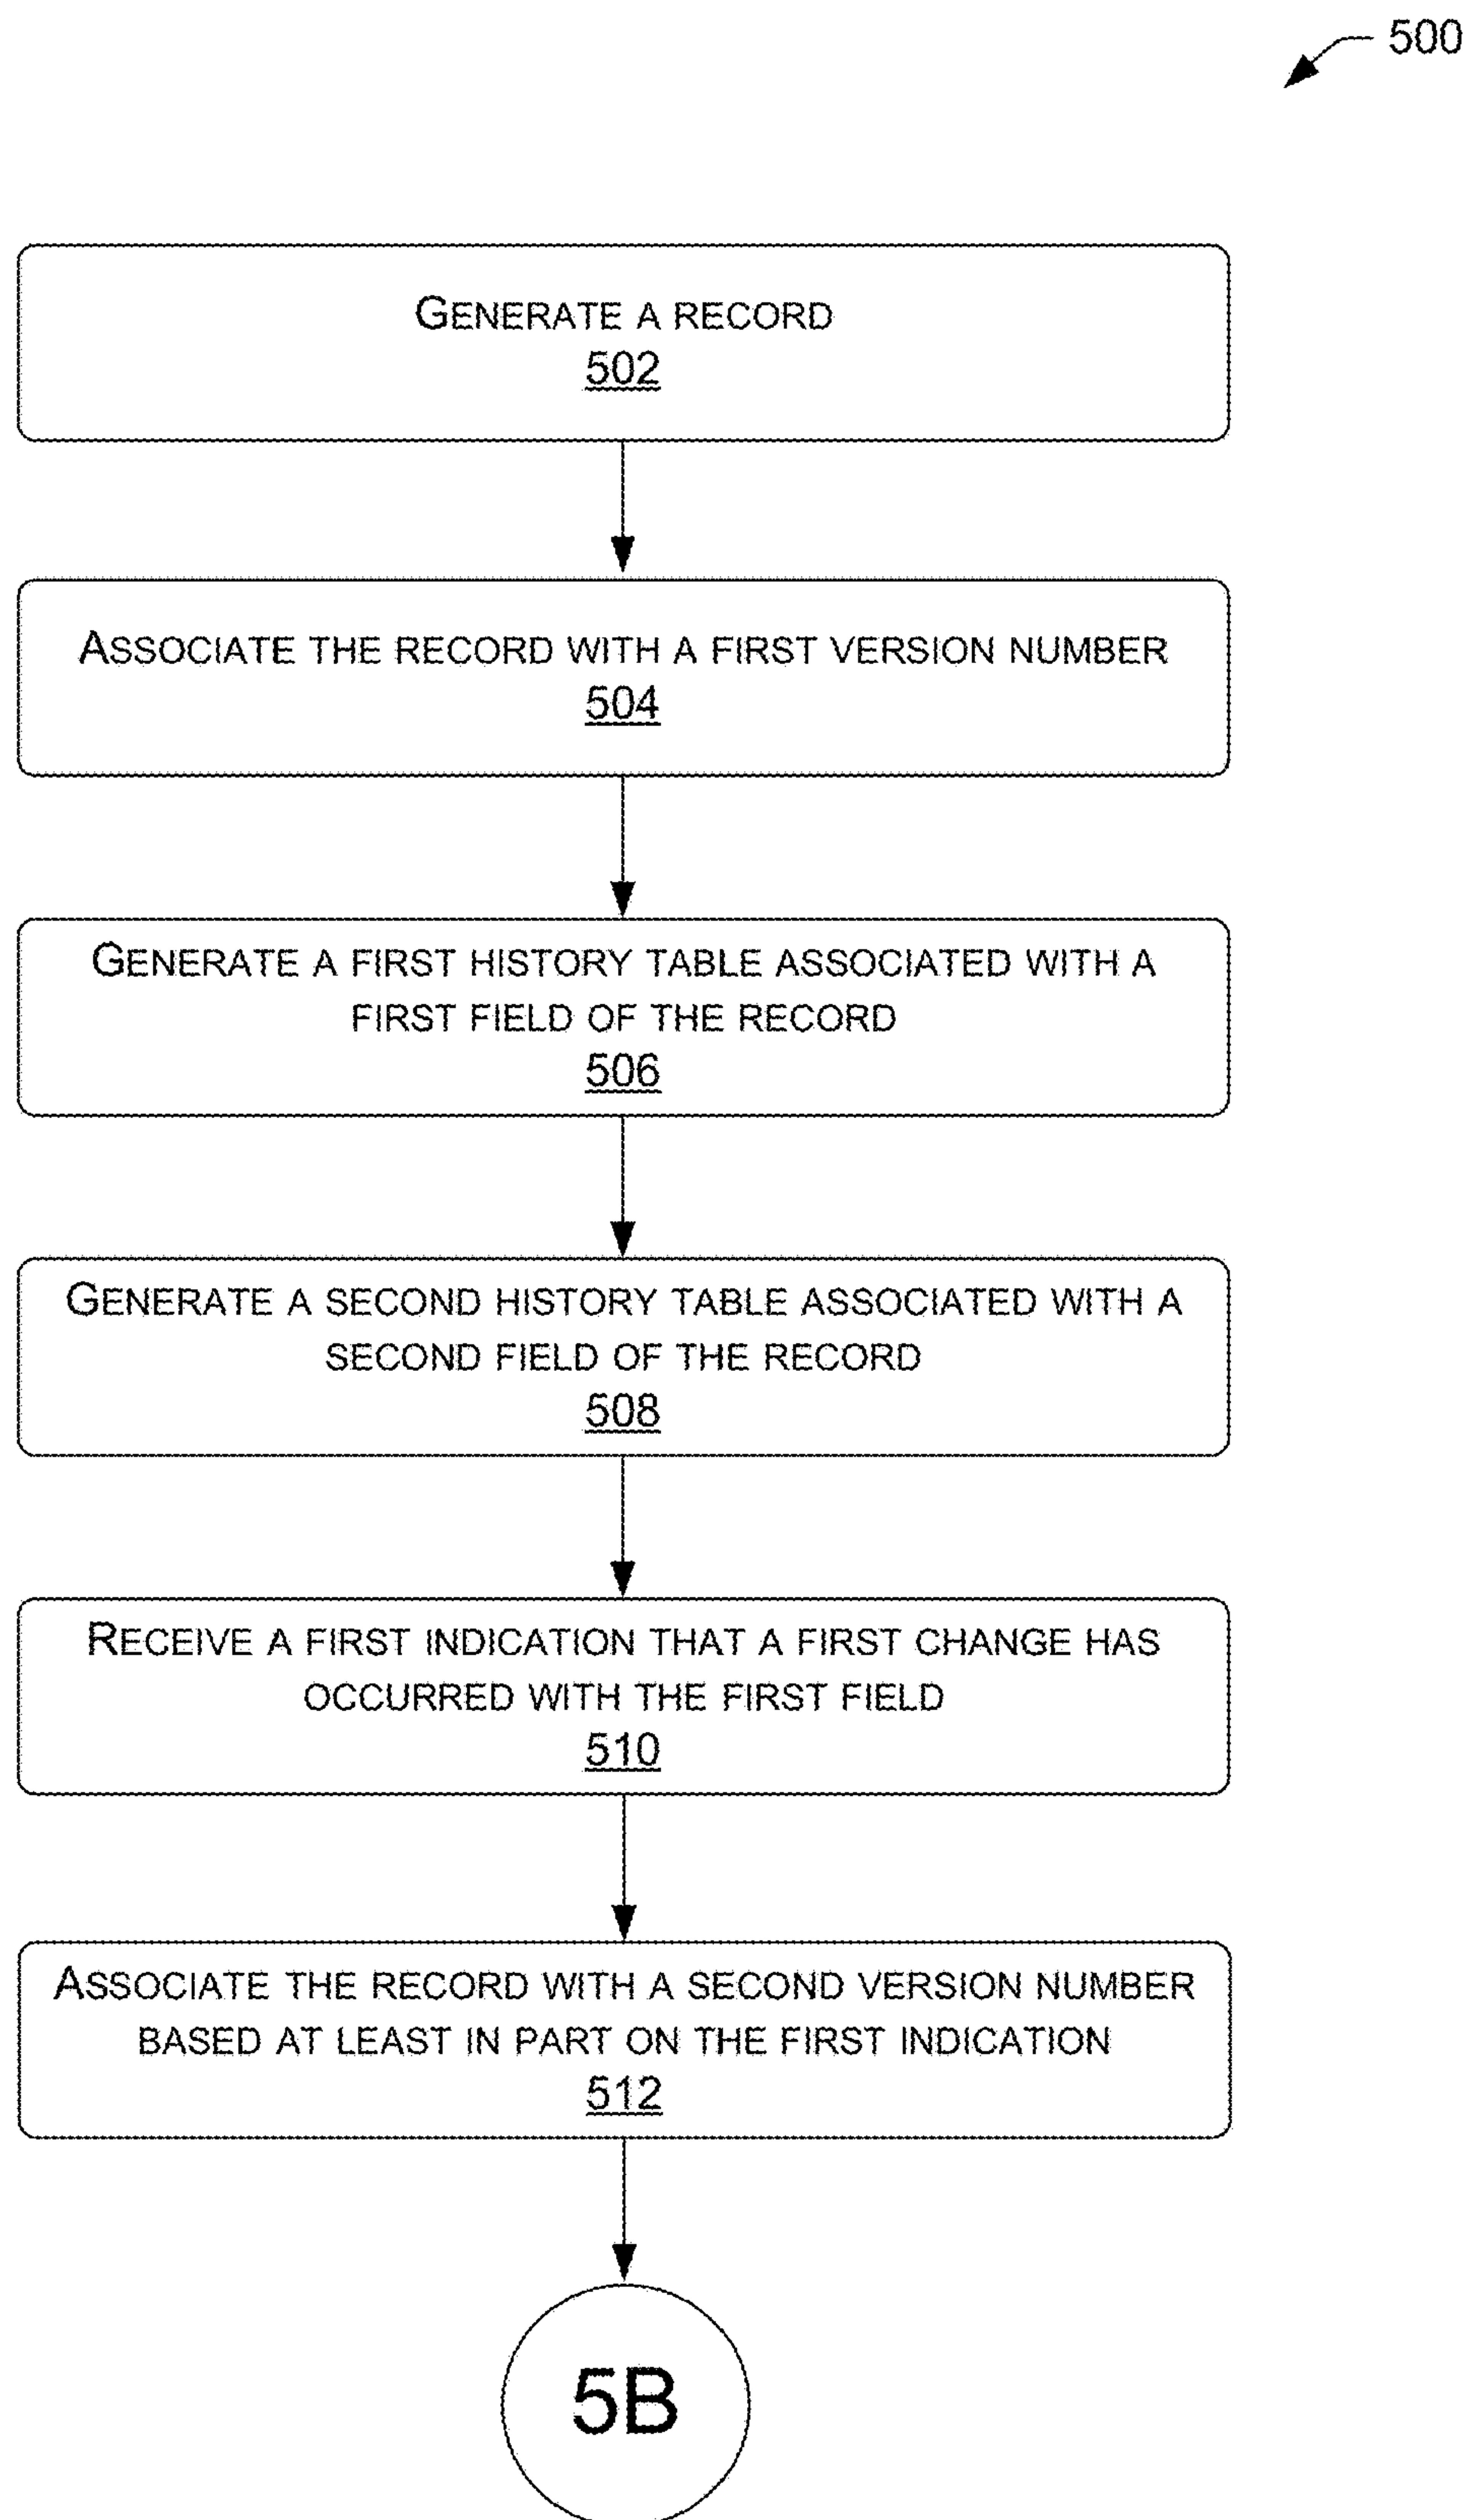 500
GENERATE A RECORD
502
ASSOCIATE THE RECORD WITH A FIRST VERSION NUMBER
504
GENERATE A FIRST HISTORY TABLE ASSOCIATED WITH A
FIRST FIELD OF THE RECORD
506
GENERATE A SECOND HISTORY TABLE ASSOCIATED WITH A
SECOND FIELD OF THE RECORD
508
RECEIVE A FIRST INDICATION THAT A FIRST CHANGE HAS
OCCURRED WITH THE FIRST FIELD
510
ASSOCIATE THE RECORD WITH A SECOND VERSION NUMBER
BASED AT LEAST IN PART ON THE FIRST INDICATION
512
5B